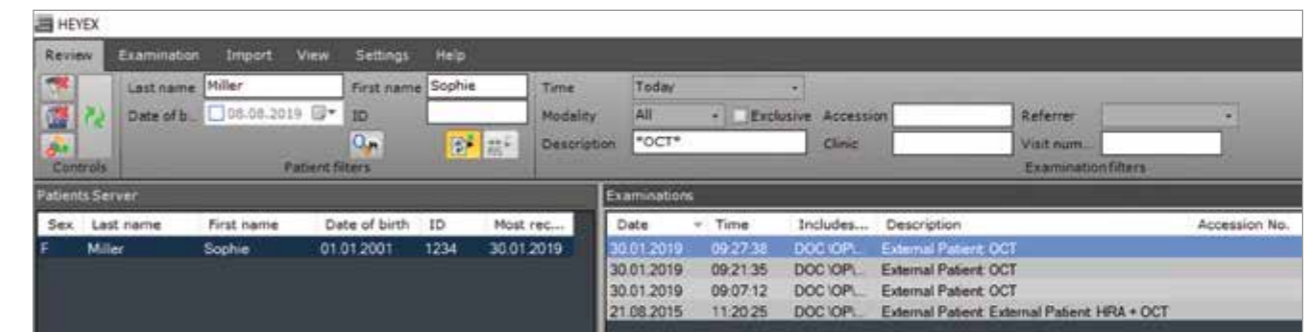 HEYEX
Review Examination Import View Settings Help
Last name Miller First name Sophie Time Today
Date of b... 08.08.2019 ID Modality All Exclusive Accession Referrer
Description *OCT* Clinic Visit num...
Controls Patient filters Examination filters
Patients Server Examinations
Sex Last name First name Date of birth ID Most rec... Date Time Includes... Description Accession No.
F Miller Sophie 01.01.2001 1234 30.01.2019 30.01.2019 09:27:38 DOC\OP\... External Patient: OCT
30.01.2019 09:21:35 DOC\OP\... External Patient: OCT
30.01.2019 09:07:12 DOC\OP\... External Patient: OCT
21.08.2015 11:20:25 DOC\OP\... External Patient: External Patient: HRA + OCT